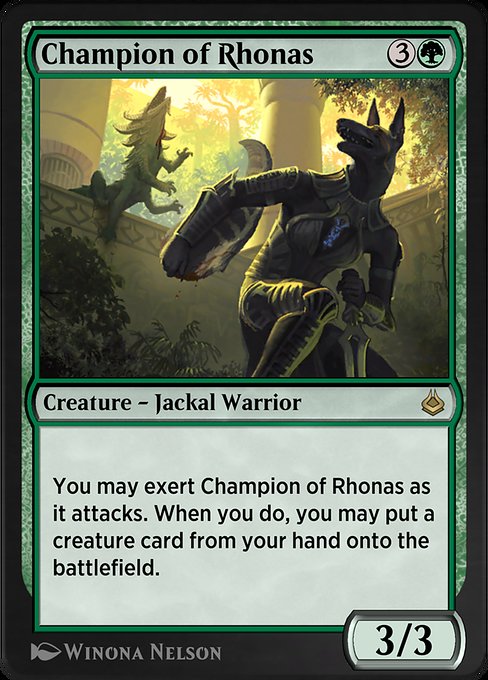 Champion of Rhonas 3
Creature – Jackal Warrior
You may exert Champion of Rhonas as
it attacks. When you do, you may put a
creature card from your hand onto the
battlefield.
3/3
Winona Nelson